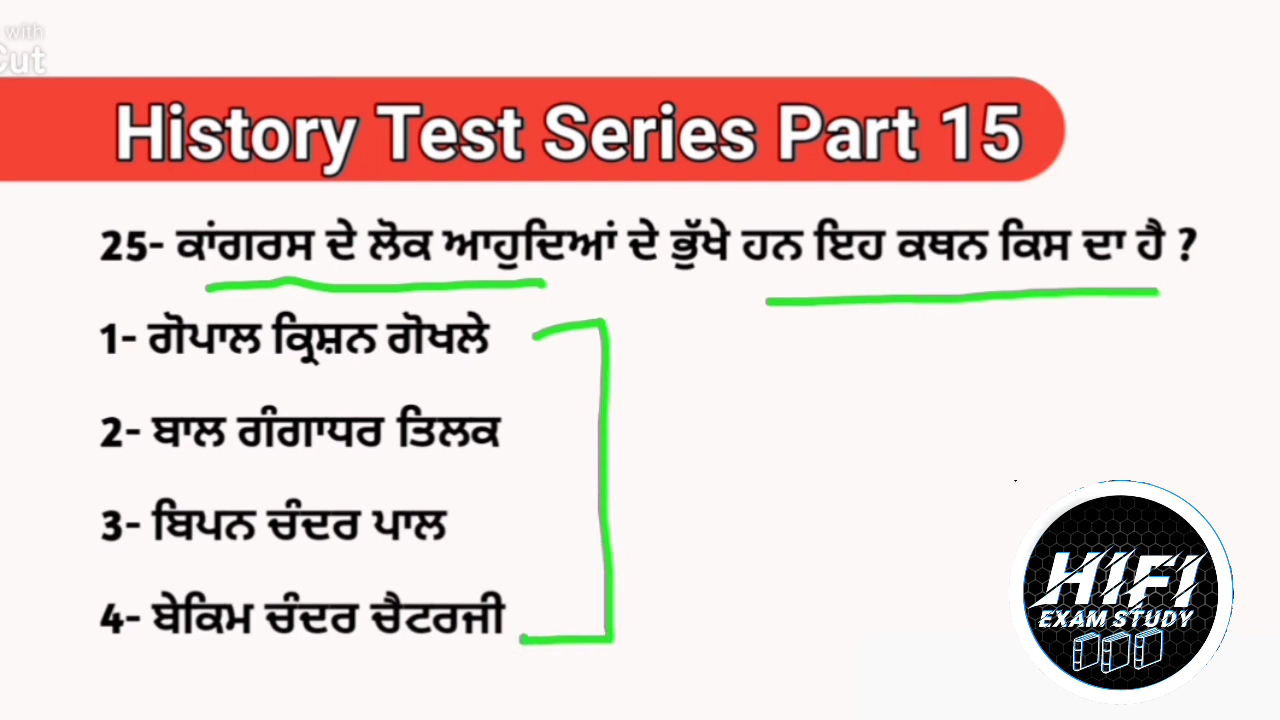 with
Cut
History Test Series Part 15
25- ਕਾਂਗਰਸ ਦੇ ਲੋਕ ਆਹੁਦਿਆਂ ਦੇ ਭੁੱਖੇ ਹਨ ਇਹ ਕਥਨ ਕਿਸ ਦਾ ਹੈ ?
1- ਗੋਪਾਲ ਕ੍ਰਿਸ਼ਨ ਗੋਖਲੇ
2- ਬਾਲ ਗੰਗਾਧਰ ਤਿਲਕ
3- ਬਿਪਨ ਚੰਦਰ ਪਾਲ
4- ਬੇਕਿਮ ਚੰਦਰ ਚੈਟਰਜੀ
HIFI
EXAM STUDY